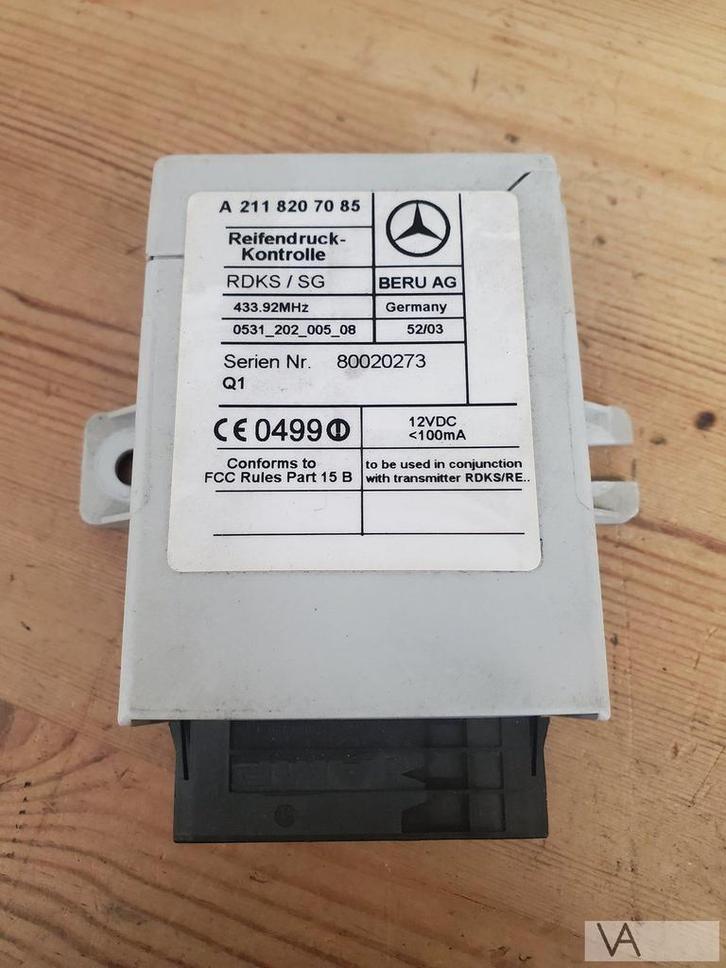 A 211 820 70 85
Reifendruck-
Kontrolle
RDKS / SG
BERU AG
433.92MHz
Germany
0531_202_005_08
52/03
Serien Nr. 80020273
Q1
CE 0499
12VDC
<100mA
Conforms to
FCC Rules Part 15 B
to be used in conjunction
with transmitter RDKS/RE..
VA